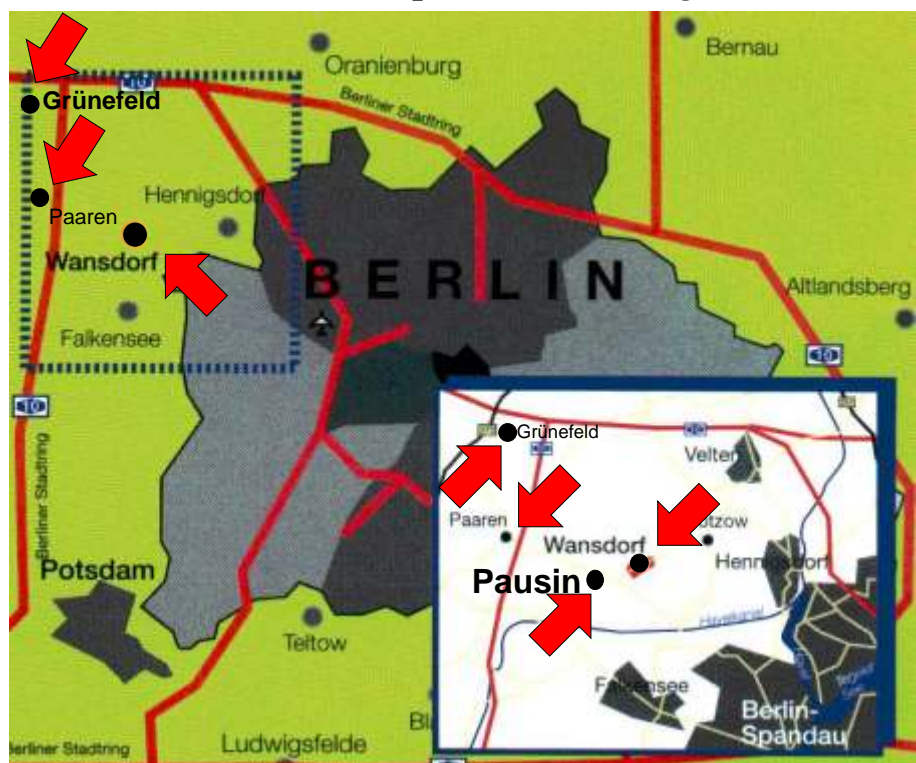 Bernau
Oranienburg
10
Berliner Stadtring
Grünefeld
Hennigsdorf
Paaren
Wansdorf
BERLIN
Altlandsberg
Falkensee
10
10
Berliner Stadtring
Potsdam
Teltow
Ludwigsfelde
Berliner Stadtring
Grünefeld
Velten
Paaren
Wansdorf
Hennigsdorf
Pausin
Havelkanal
Falkensee
Berlin-
Spandau